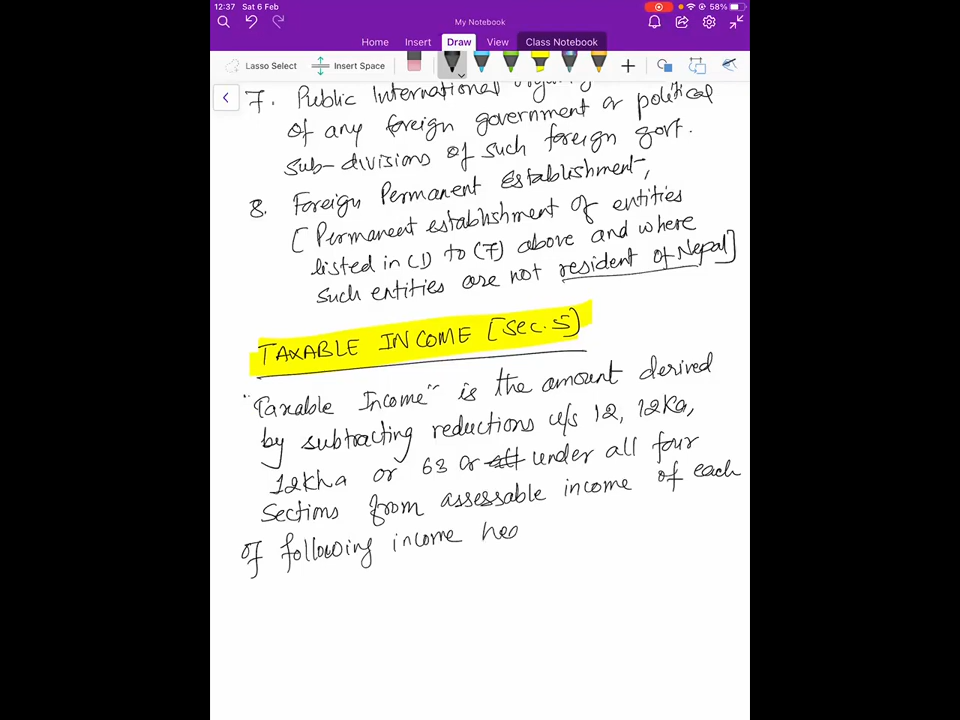 12:37 Sat 6 Feb
58%
My Notebook
Home Insert Draw View Class Notebook
Lasso Select Insert Space
7. Public International
of any foreign government or political
sub-divisions of such foreign govt.
8. Foreign Permanent Establishment,
[Permanent establishment of entities
listed in (1) to (7) above and where
such entities are not resident of Nepal]
TAXABLE INCOME [Sec. 5]
"Taxable Income" is the amount derived
by subtracting reductions u/s 12, 12Ka,
12Kha or 63 or all under all four
Sections from assessable income of each
of following income hea